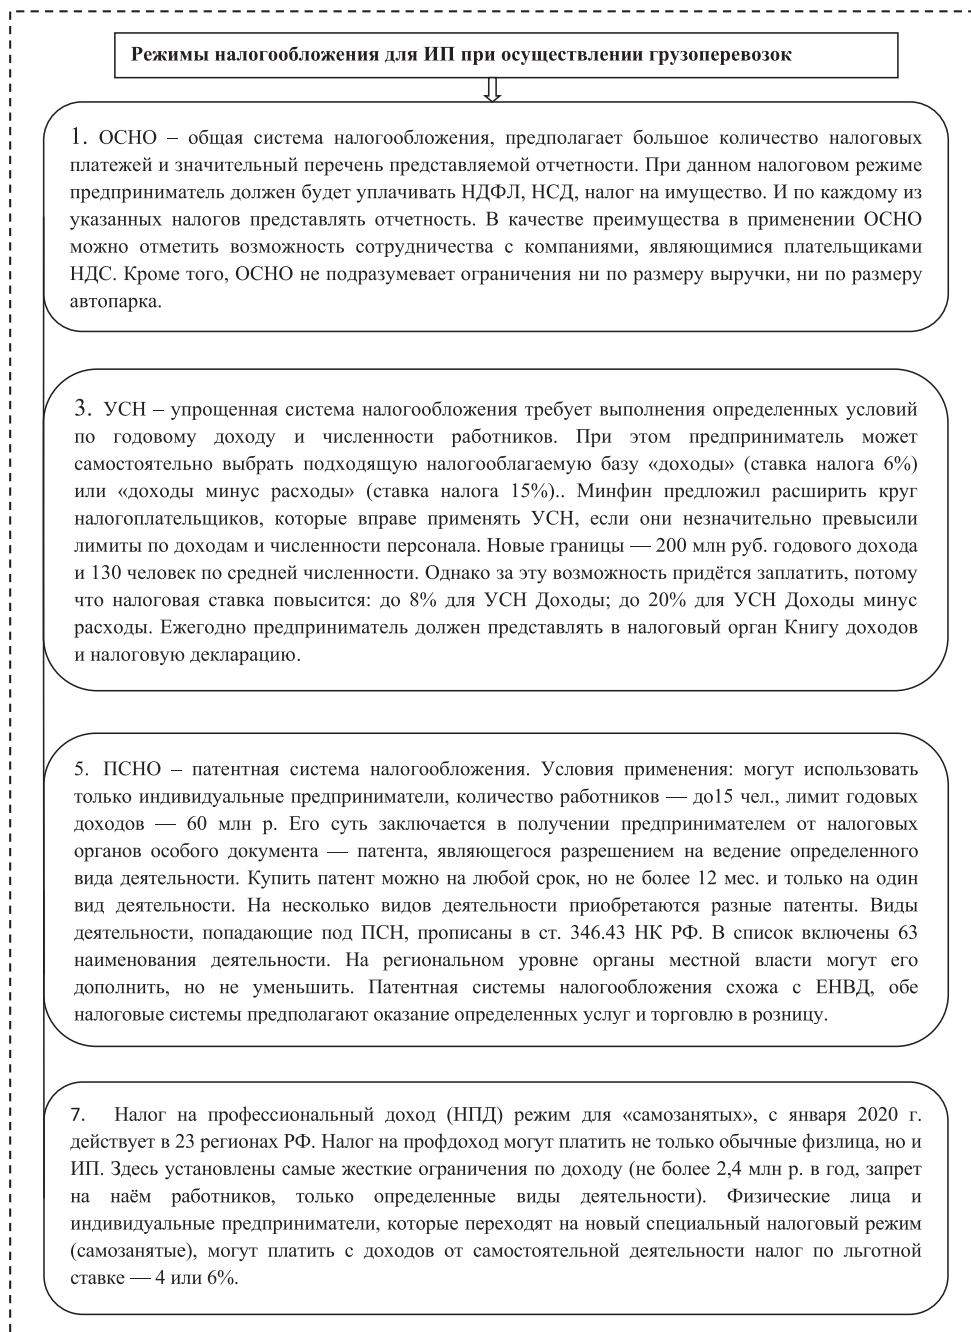 Режимы налогообложения для ИП при осуществлении грузоперевозок
1. ОСНО – общая система налогообложения, предполагает большое количество налоговых
платежей и значительный перечень представляемой отчетности. При данном налоговом режиме
предприниматель должен будет уплачивать НДФЛ, НСД, налог на имущество. И по каждому из
указанных налогов представлять отчетность. В качестве преимущества в применении ОСНО
можно отметить возможность сотрудничества с компаниями, являющимися плательщиками
НДС. Кроме того, ОСНО не подразумевает ограничения ни по размеру выручки, ни по размеру
автопарка.
3. УСН – упрощенная система налогообложения требует выполнения определенных условий
по годовому доходу и численности работников. При этом предприниматель может
самостоятельно выбрать подходящую налогооблагаемую базу «доходы» (ставка налога 6%)
или «доходы минус расходы» (ставка налога 15%).. Минфин предложил расширить круг
налогоплательщиков, которые вправе применять УСН, если они незначительно превысили
лимиты по доходам и численности персонала. Новые границы — 200 млн руб. годового дохода
и 130 человек по средней численности. Однако за эту возможность придётся заплатить, потому
что налоговая ставка повысится: до 8% для УСН Доходы; до 20% для УСН Доходы минус
расходы. Ежегодно предприниматель должен представлять в налоговый орган Книгу доходов
и налоговую декларацию.
5. ПСНО – патентная система налогообложения. Условия применения: могут использовать
только индивидуальные предприниматели, количество работников — до15 чел., лимит годовых
доходов — 60 млн р. Его суть заключается в получении предпринимателем от налоговых
органов особого документа — патента, являющегося разрешением на ведение определенного
вида деятельности. Купить патент можно на любой срок, но не более 12 мес. и только на один
вид деятельности. На несколько видов деятельности приобретаются разные патенты. Виды
деятельности, попадающие под ПСН, прописаны в ст. 346.43 НК РФ. В список включены 63
наименования деятельности. На региональном уровне органы местной власти могут его
дополнить, но не уменьшить. Патентная системы налогообложения схожа с ЕНВД, обе
налоговые системы предполагают оказание определенных услуг и торговлю в розницу.
7. Налог на профессиональный доход (НПД) режим для «самозанятых», с января 2020 г.
действует в 23 регионах РФ. Налог на профдоход могут платить не только обычные физлица, но и
ИП. Здесь установлены самые жесткие ограничения по доходу (не более 2,4 млн р. в год, запрет
на наём работников, только определенные виды деятельности). Физические лица и
индивидуальные предприниматели, которые переходят на новый специальный налоговый режим
(самозанятые), могут платить с доходов от самостоятельной деятельности налог по льготной
ставке — 4 или 6%.